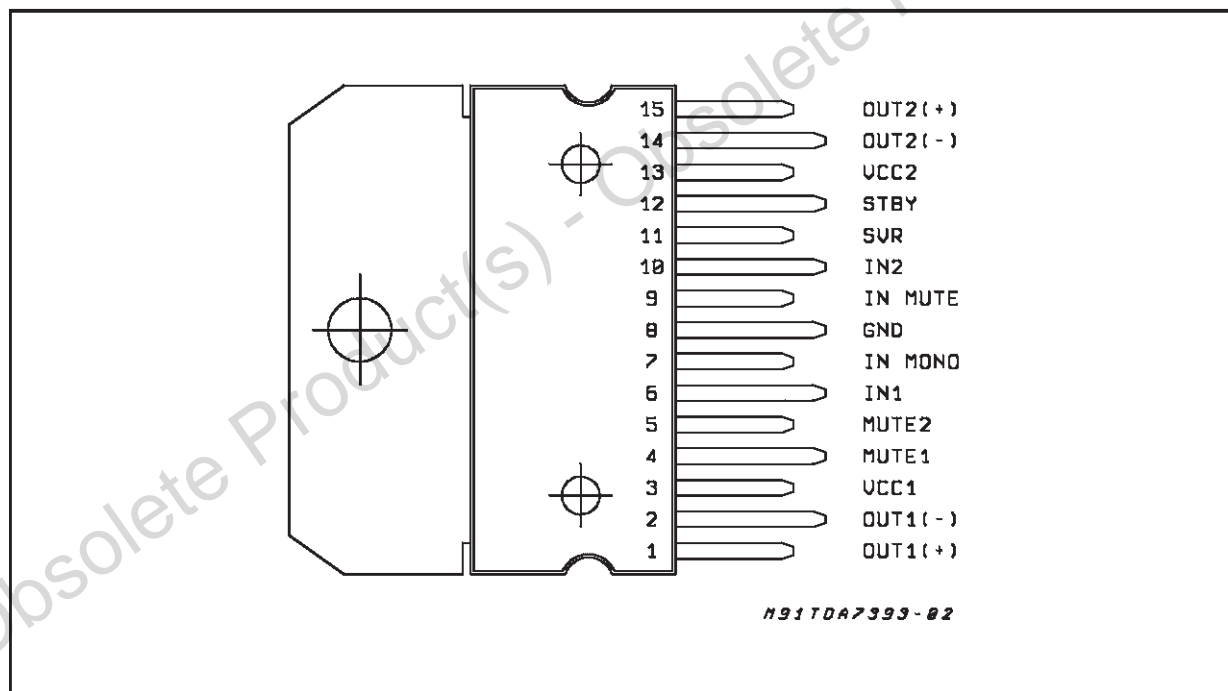 15 OUT2(+)
14 OUT2(-)
13 VCC2
12 STBY
11 SVR
10 IN2
9 IN MUTE
8 GND
7 IN MONO
6 IN1
5 MUTE2
4 MUTE1
3 VCC1
2 OUT1(-)
1 OUT1(+)
M91TDA7393-02
Obsolete Product(s) - Obsolete